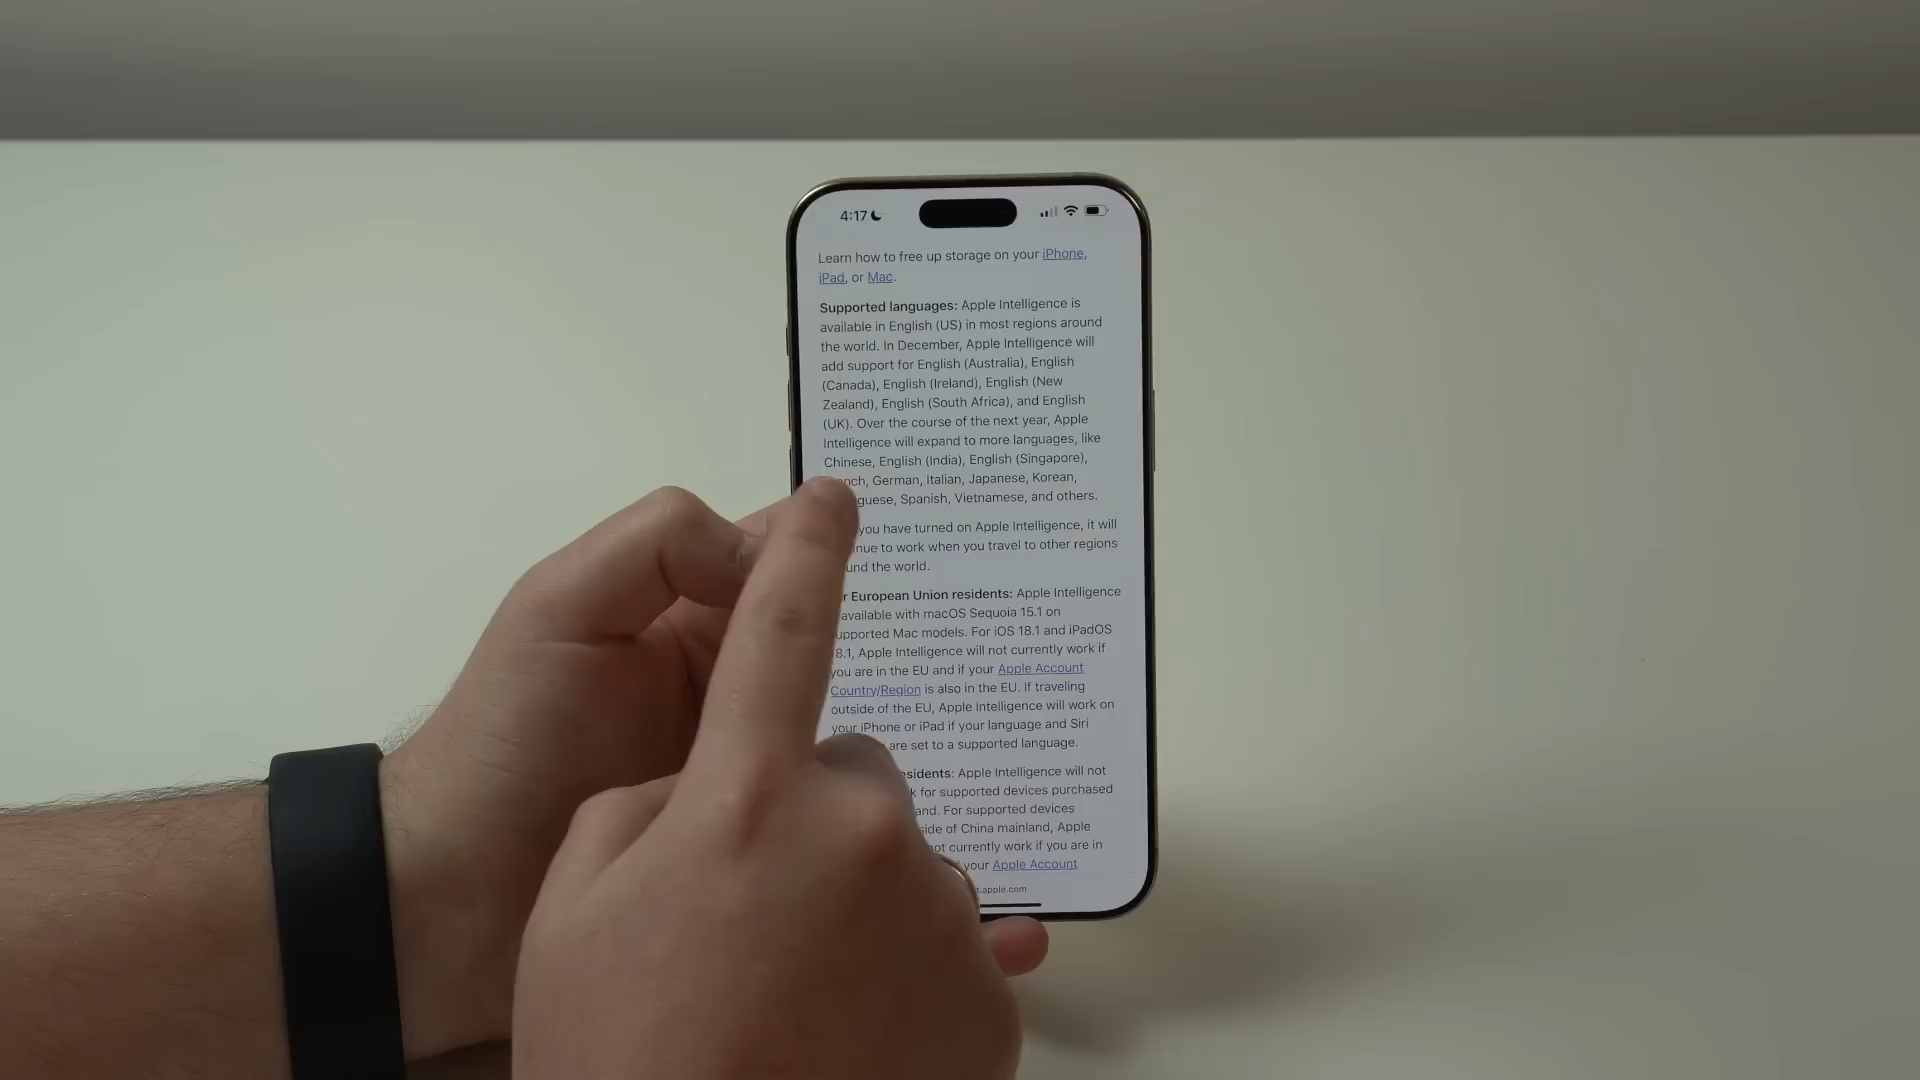 4:17
Learn how to free up storage on your iPhone,
iPad, or Mac.
Supported languages: Apple Intelligence is
available in English (US) in most regions around
the world. In December, Apple Intelligence will
add support for English (Australia), English
(Canada), English (Ireland), English (New
Zealand), English (South Africa), and English
(UK). Over the course of the next year, Apple
Intelligence will expand to more languages, like
Chinese, English (India), English (Singapore),
nch, German, Italian, Japanese, Korean,
guese, Spanish, Vietnamese, and others.
you have turned on Apple Intelligence, it will
nue to work when you travel to other regions
und the world.
r European Union residents: Apple Intelligence
available with macOS Sequoia 15.1 on
upported Mac models. For iOS 18.1 and iPadOS
8.1, Apple Intelligence will not currently work if
you are in the EU and if your Apple Account
Country/Region is also in the EU. If traveling
outside of the EU, Apple Intelligence will work on
your iPhone or iPad if your language and Siri
are set to a supported language.
esidents: Apple Intelligence will not
k for supported devices purchased
and. For supported devices
side of China mainland, Apple
not currently work if you are in
f your Apple Account
t.apple.com